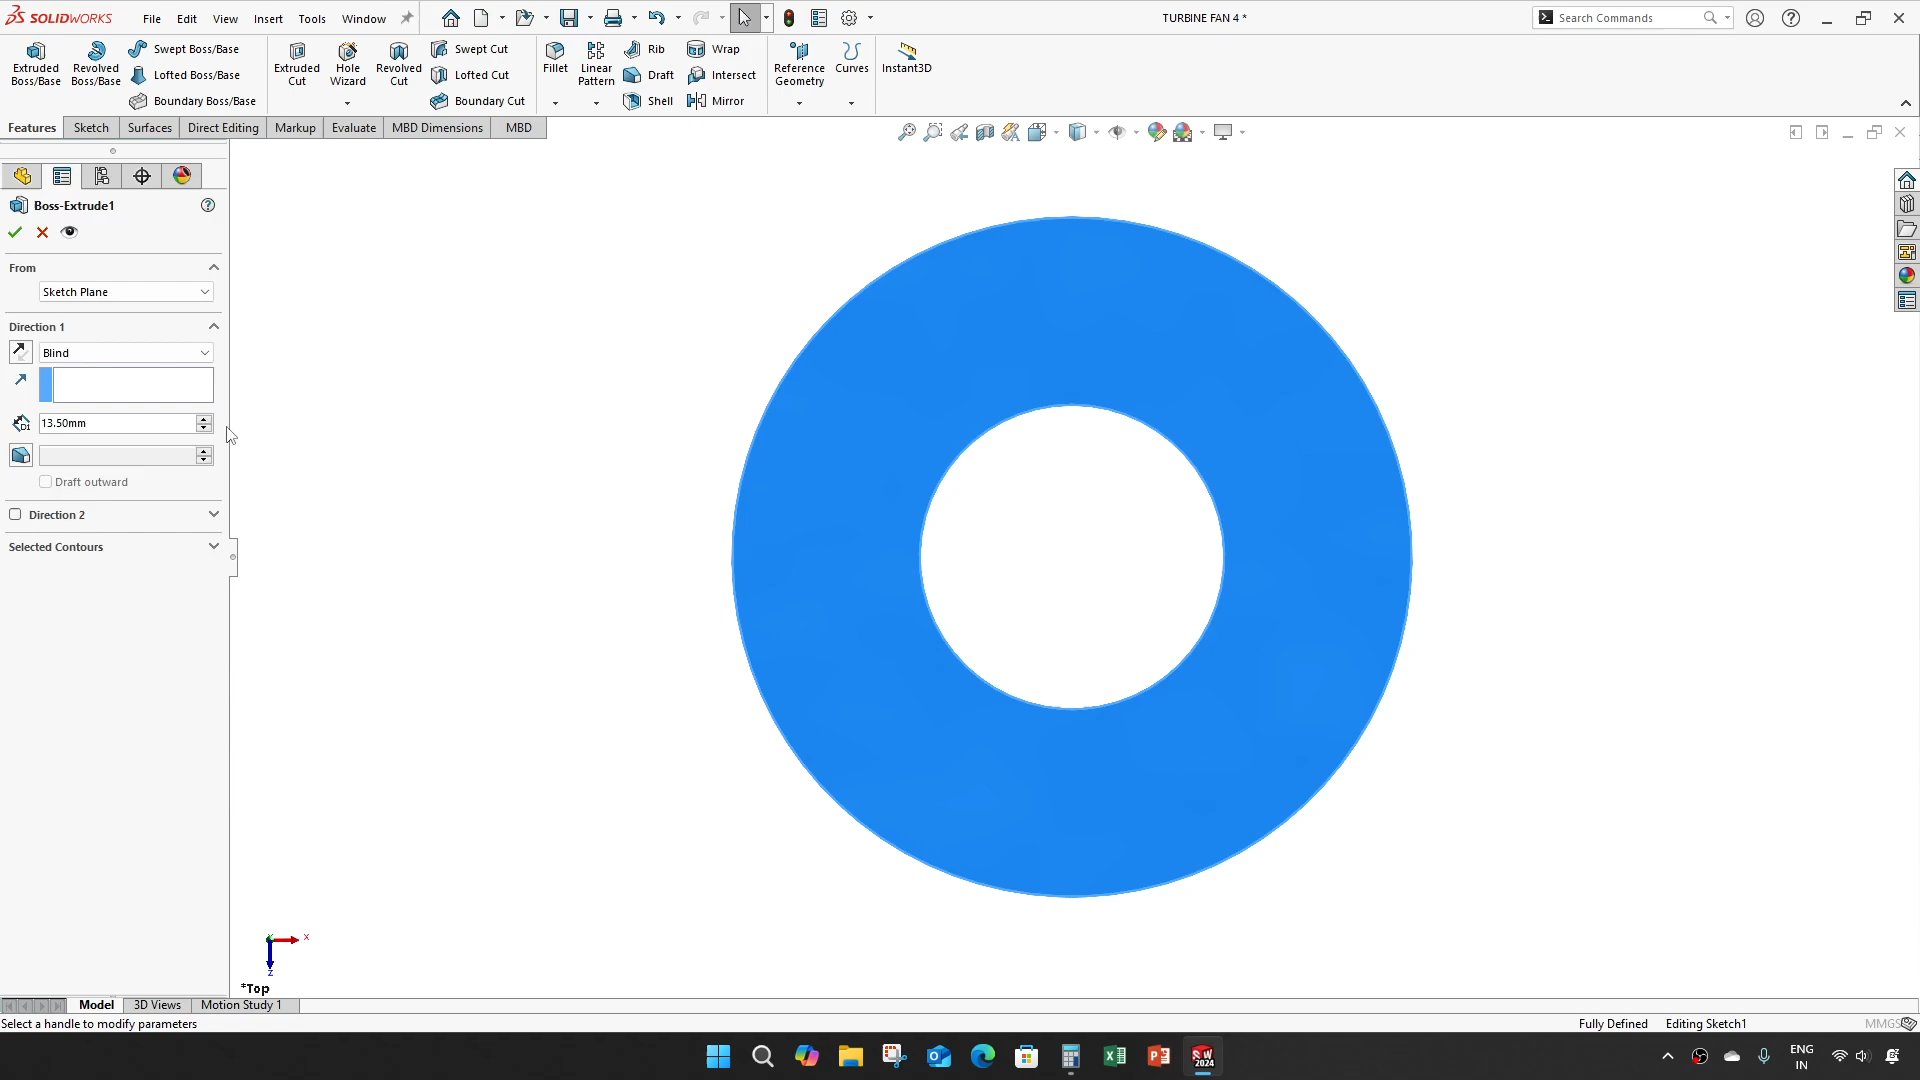 SOLIDWORKS File Edit View Insert Tools Window TURBINE FAN 4 * Search Commands
Extruded Boss/Base
Revolved Boss/Base
Swept Boss/Base
Lofted Boss/Base
Boundary Boss/Base
Extruded Cut
Hole Wizard
Revolved Cut
Swept Cut
Lofted Cut
Boundary Cut
Fillet
Linear Pattern
Rib
Draft
Shell
Wrap
Intersect
Mirror
Reference Geometry
Curves
Instant3D
Features Sketch Surfaces Direct Editing Markup Evaluate MBD Dimensions MBD
Boss-Extrude1
From
Sketch Plane
Direction 1
Blind
D1 13.50mm
Draft outward
Direction 2
Selected Contours
X
Z
*Top
Model 3D Views Motion Study 1
Select a handle to modify parameters Fully Defined Editing Sketch1 MMGS
SW 2024
ENG
IN